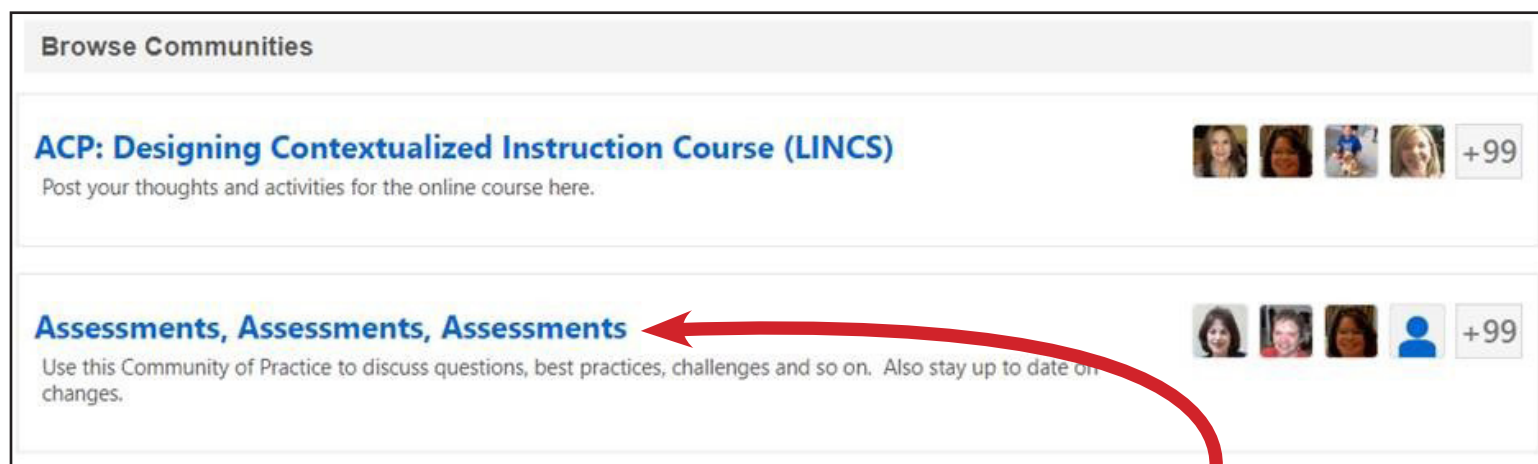 Browse Communities
ACP: Designing Contextualized Instruction Course (LINCS)
Post your thoughts and activities for the online course here.
+99
Assessments, Assessments, Assessments
Use this Community of Practice to discuss questions, best practices, challenges and so on. Also stay up to date on
changes.
+99